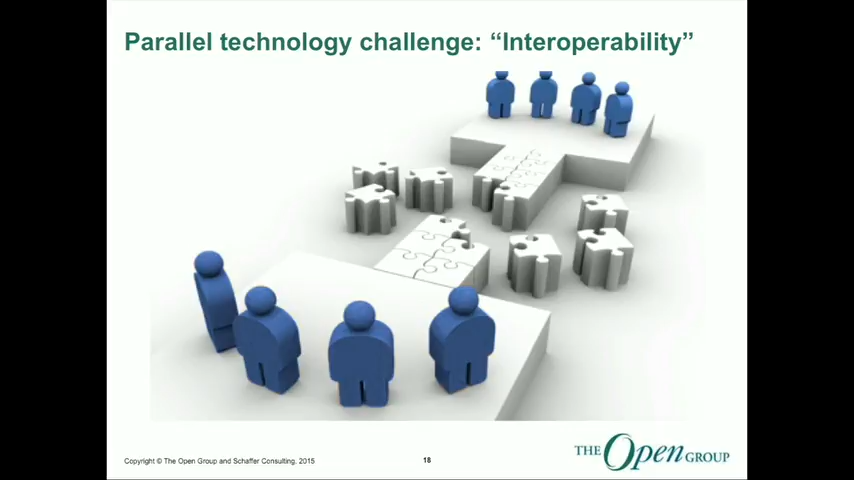 Parallel technology challenge: “Interoperability”
Copyright © The Open Group and Schaffer Consulting, 2015
18
THE Open GROUP